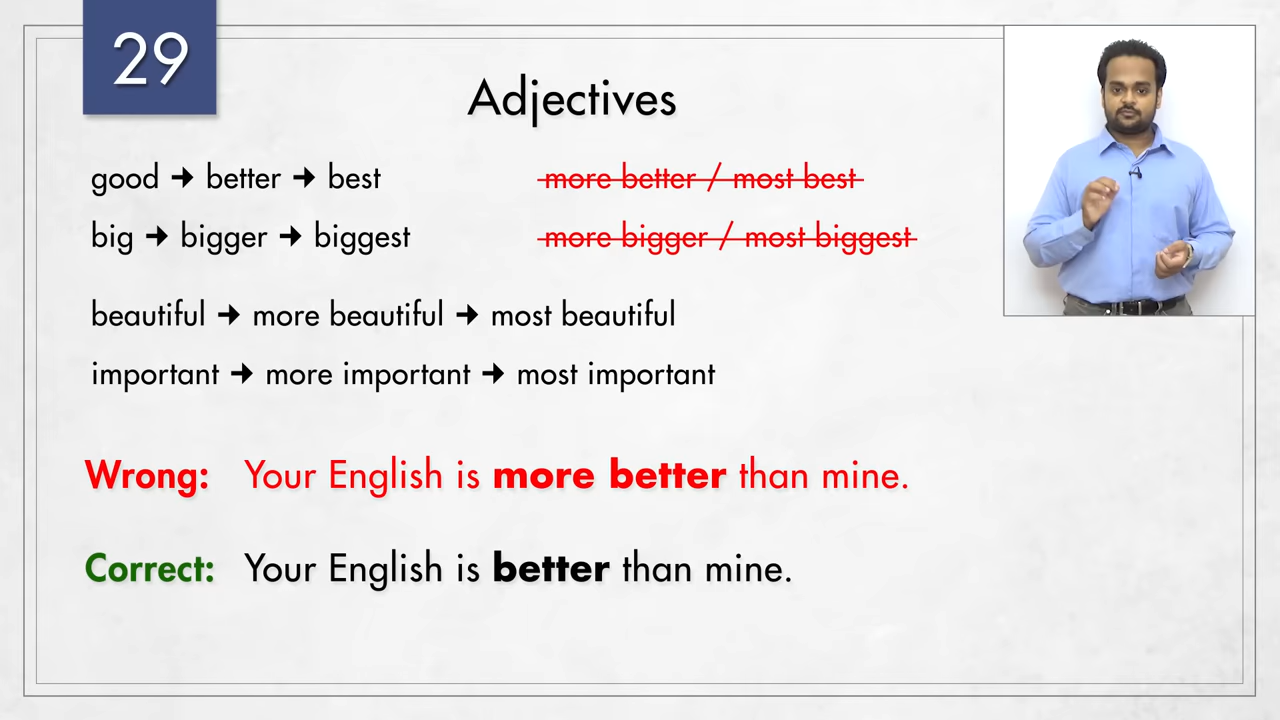 29
Adjectives
good → better → best more better / most best
big → bigger → biggest more bigger / most biggest
beautiful → more beautiful → most beautiful
important → more important → most important
Wrong: Your English is more better than mine.
Correct: Your English is better than mine.